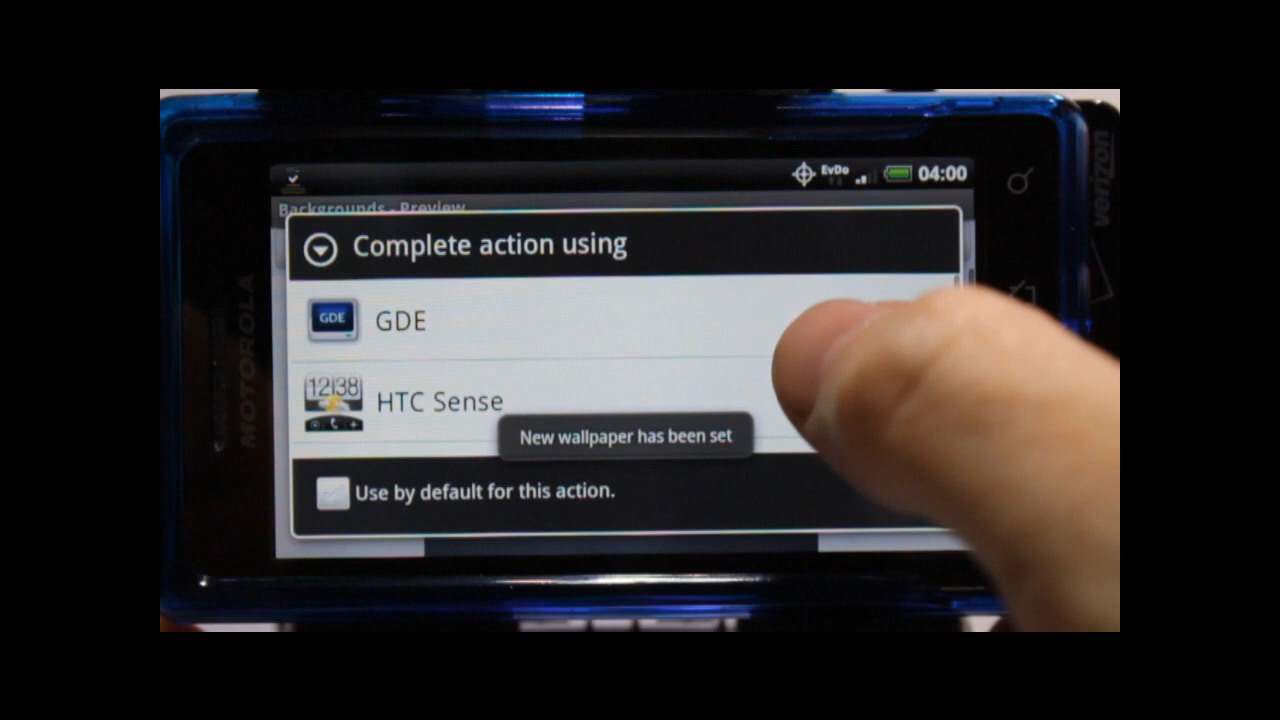 EvDo
04:00
Backgrounds - Preview
Complete action using
GDE
GDE
12:38
HTC Sense
New wallpaper has been set
Use by default for this action.
MOTOROLA
verizon